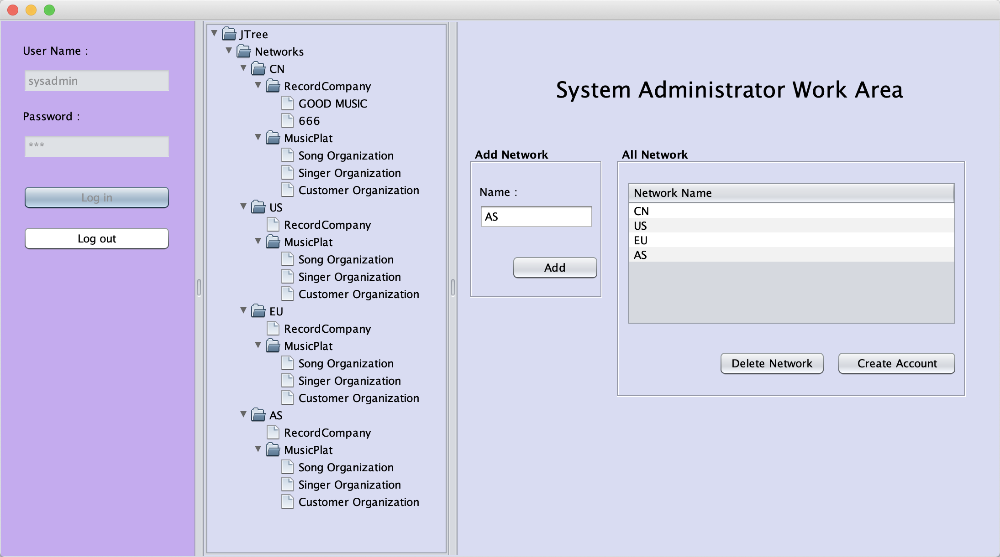 User Name :
sysadmin
Password :
***
Log in
Log out
JTree
Networks
CN
RecordCompany
GOOD MUSIC
666
MusicPlat
Song Organization
Singer Organization
Customer Organization
US
RecordCompany
MusicPlat
Song Organization
Singer Organization
Customer Organization
EU
RecordCompany
MusicPlat
Song Organization
Singer Organization
Customer Organization
AS
RecordCompany
MusicPlat
Song Organization
Singer Organization
Customer Organization
System Administrator Work Area
Add Network
Name :
AS
Add
All Network
Network Name
CN
US
EU
AS
Delete Network
Create Account